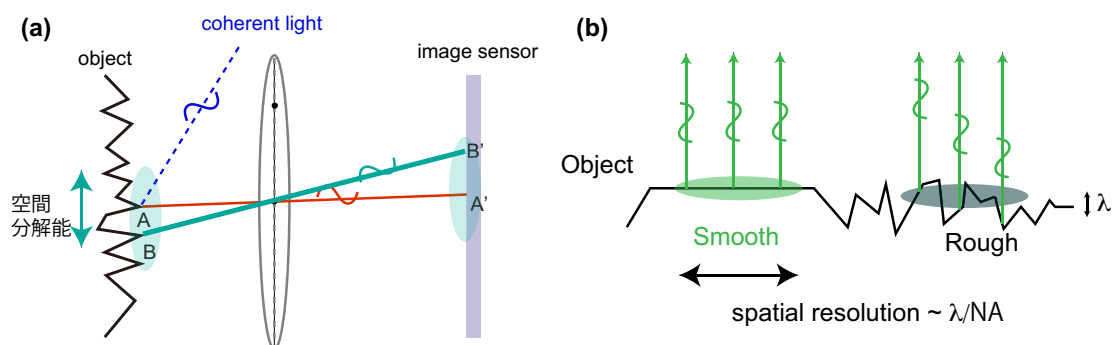 (a)
coherent light
object
image sensor
空間
分解能
A
B
B'
A'
(b)
Object
Smooth
Rough
λ
spatial resolution ~ λ/NA